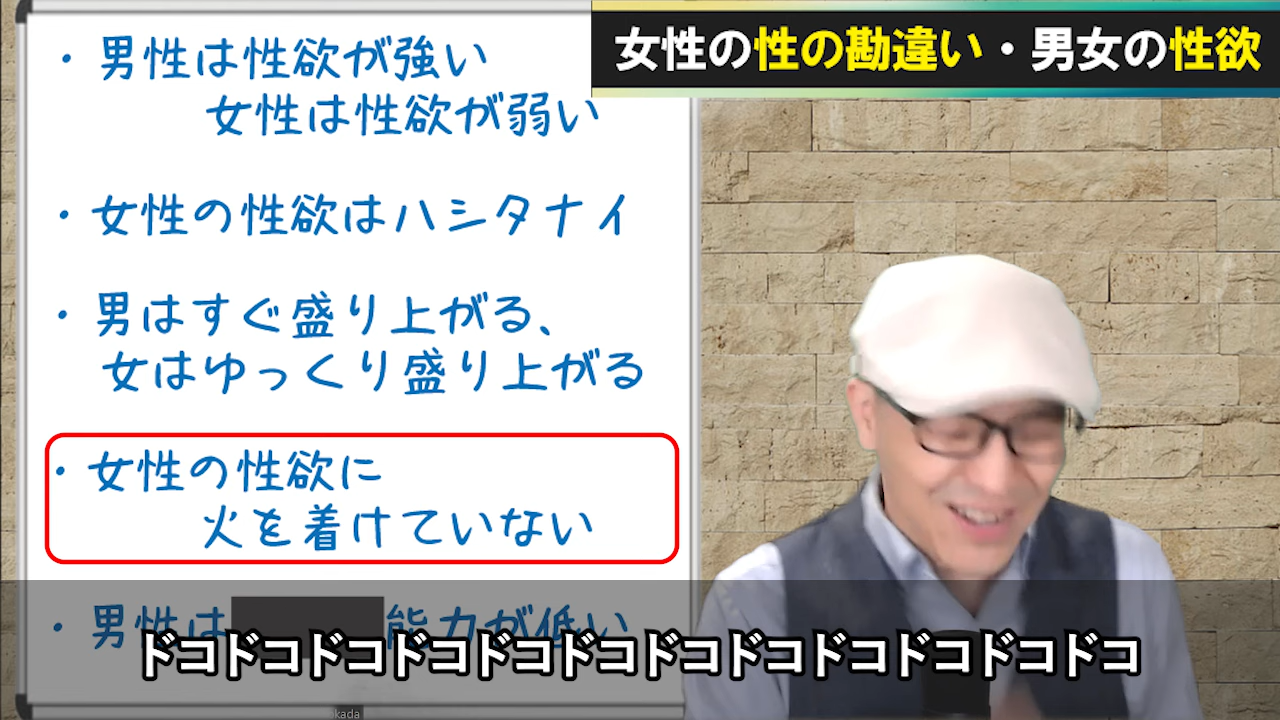 女性の性の勘違い・男女の性欲
・男性は性欲が強い
女性は性欲が弱い
・女性の性欲はハシタナイ
・男はすぐ盛り上がる、
女はゆっくり盛り上がる
・女性の性欲に
火を着けていない
・男性は
能力が低い
ドコドコドコドコドコドコドコドコドコドコドコドコ